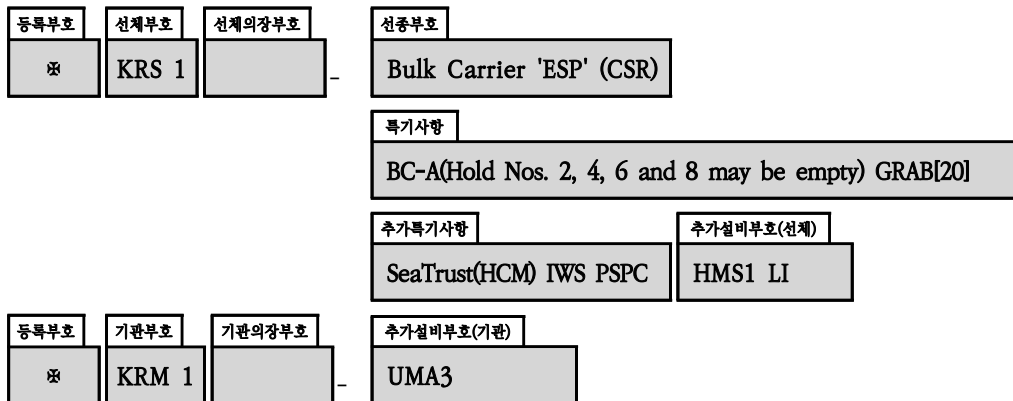 등록부호 선체부호 선체의장부호 선종부호
✠ KRS 1 - Bulk Carrier 'ESP' (CSR)
특기사항
BC-A(Hold Nos. 2, 4, 6 and 8 may be empty) GRAB[20]
추가특기사항 추가설비부호(선체)
SeaTrust(HCM) IWS PSPC HMS1 LI
등록부호 기관부호 기관의장부호 추가설비부호(기관)
✠ KRM 1 - UMA3